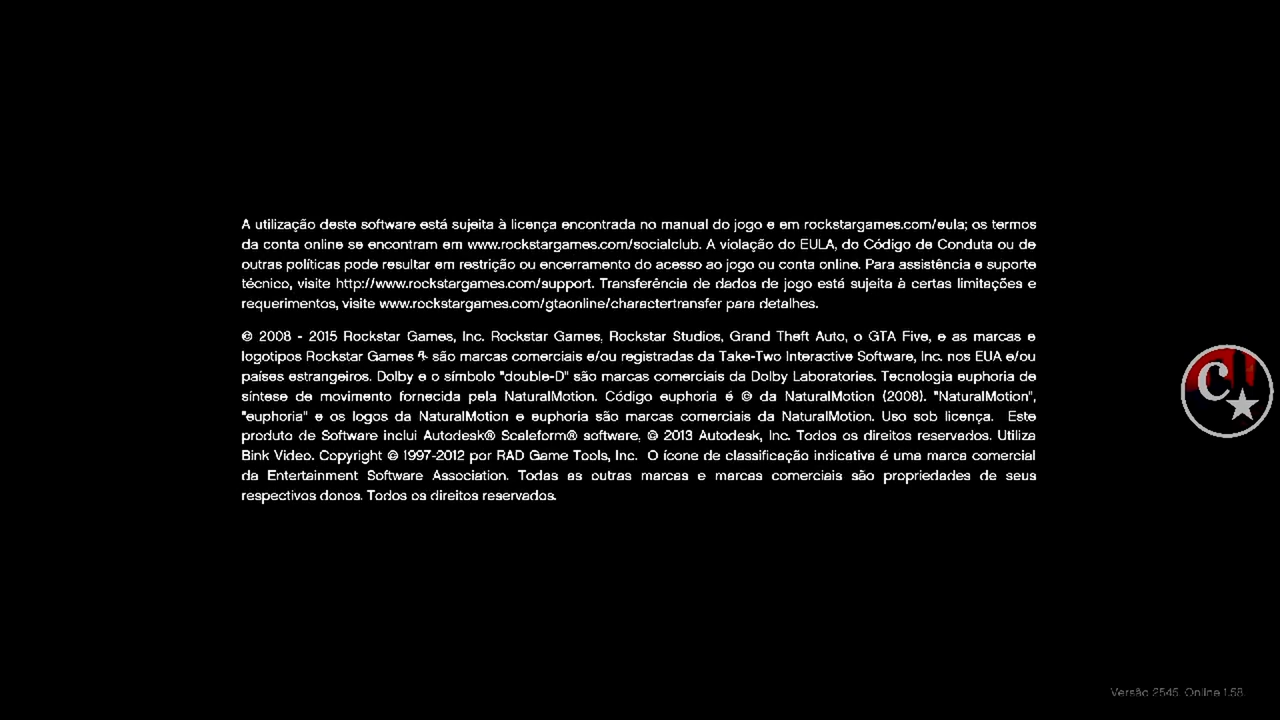 A utilização deste software está sujeita à licença encontrada no manual do jogo e em rockstargames.com/eula; os termos
da conta online se encontram em www.rockstargames.com/socialclub. A violação do EULA, do Código de Conduta ou de
outras políticas pode resultar em restrição ou encerramento do acesso ao jogo ou conta online. Para assistência e suporte
técnico, visite http://www.rockstargames.com/support. Transferência de dados de jogo está sujeita à certas limitações e
requerimentos, visite www.rockstargames.com/gtaonline/charactertransfer para detalhes.
© 2008 - 2015 Rockstar Games, Inc. Rockstar Games, Rockstar Studios, Grand Theft Auto, o GTA Five, e as marcas e
logotipos Rockstar Games R* são marcas comerciais e/ou registradas da Take-Two Interactive Software, Inc. nos EUA e/ou
países estrangeiros. Dolby e o símbolo "double-D" são marcas comerciais da Dolby Laboratories. Tecnologia euphoria de
síntese de movimento fornecida pela NaturalMotion. Código euphoria é © da NaturalMotion (2008). "NaturalMotion",
"euphoria" e os logos da NaturalMotion e euphoria são marcas comerciais da NaturalMotion. Uso sob licença. Este
produto de Software inclui Autodesk® Scaleform® software, © 2013 Autodesk, Inc. Todos os direitos reservados. Utiliza
Bink Video. Copyright © 1997-2012 por RAD Game Tools, Inc. O ícone de classificação indicativa é uma marca comercial
da Entertainment Software Association. Todas as outras marcas e marcas comerciais são propriedades de seus
respectivos donos. Todos os direitos reservados.
C
Versão 2545. Online 1.58.